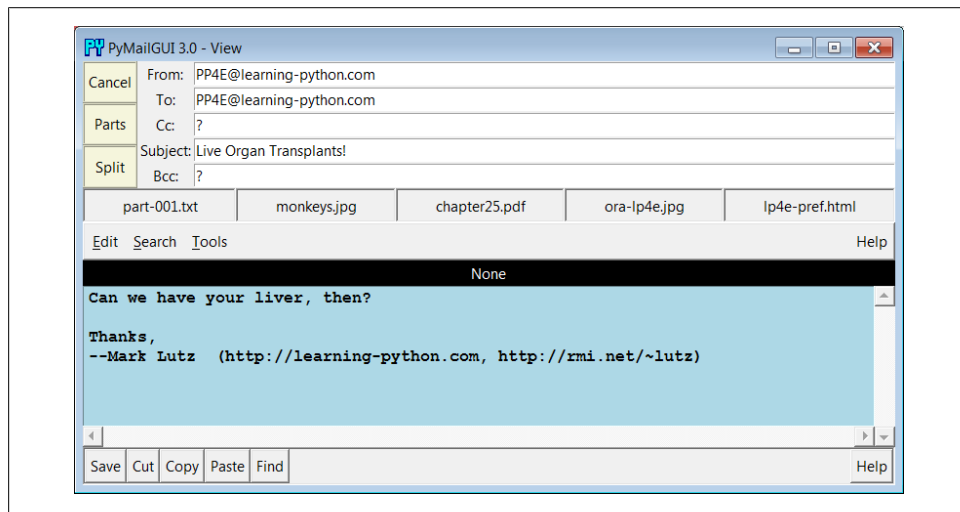 PY PyMailGUI 3.0 - View
Cancel From: PP4E@learning-python.com
To: PP4E@learning-python.com
Parts Cc: ?
Subject: Live Organ Transplants!
Split Bcc: ?
part-001.txt monkeys.jpg chapter25.pdf ora-lp4e.jpg lp4e-pref.html
Edit Search Tools Help
None
Can we have your liver, then?
Thanks,
--Mark Lutz (http://learning-python.com, http://rmi.net/~lutz)
Save Cut Copy Paste Find Help